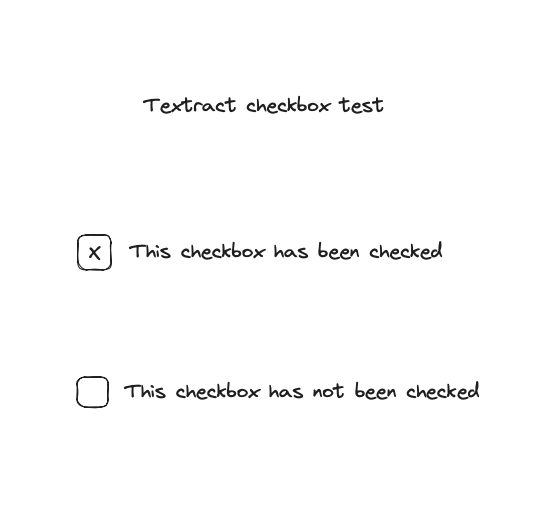 Textract checkbox test
x This checkbox has been checked
This checkbox has not been checked